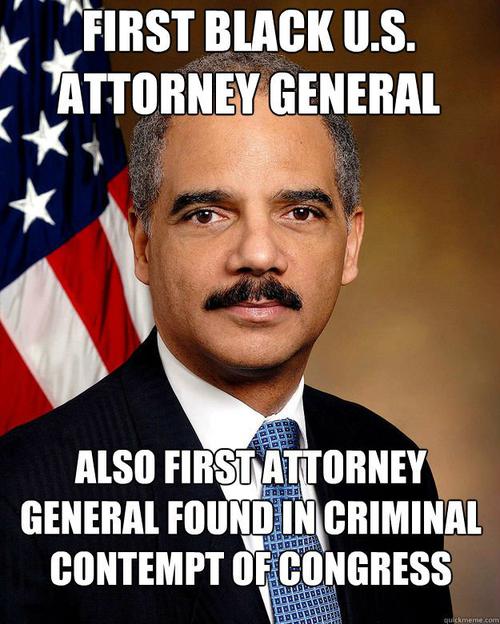 FIRST BLACK U.S.
ATTORNEY GENERAL
ALSO FIRST ATTORNEY
GENERAL FOUND IN CRIMINAL
CONTEMPT OF CONGRESS
quickmeme.com